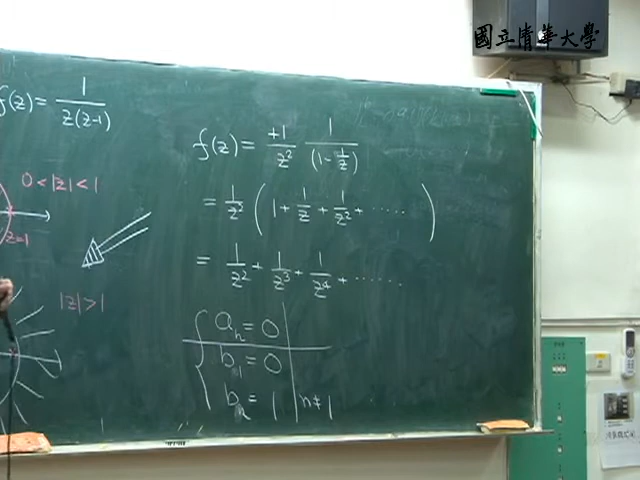 國立清華大學
f(z) = 1/(z(z-1))
0 < |z| < 1
z=1
|z| > 1
f(z) = +1/z² 1/(1 - 1/z)
= 1/z² (1 + 1/z + 1/z² + ......)
= 1/z² + 1/z³ + 1/z⁴ + ......
aₙ = 0
b₁ = 0
bₙ = 1 n ≠ 1